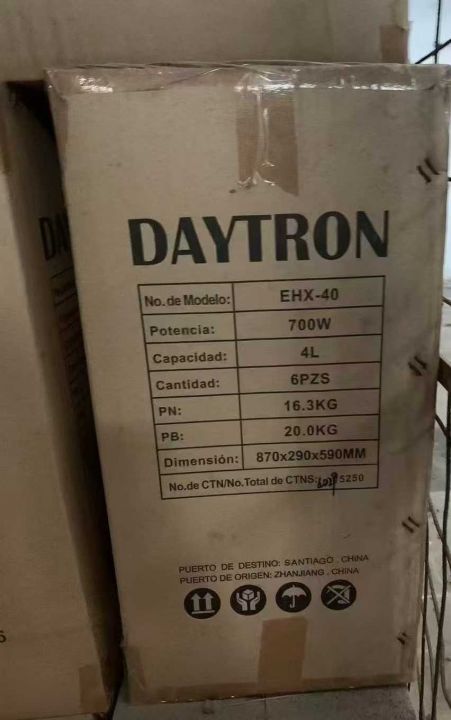 DAYTRON
No. de Modelo: EHX-40
Potencia: 700W
Capacidad: 4L
Cantidad: 6PZS
PN: 16.3KG
PB: 20.0KG
Dimensión: 870x290x590MM
No. de CTN/No. Total de CTNS: 5250
PUERTO DE DESTINO: SANTIAGO . CHINA
PUERTO DE ORIGEN: ZHANJIANG . CHINA